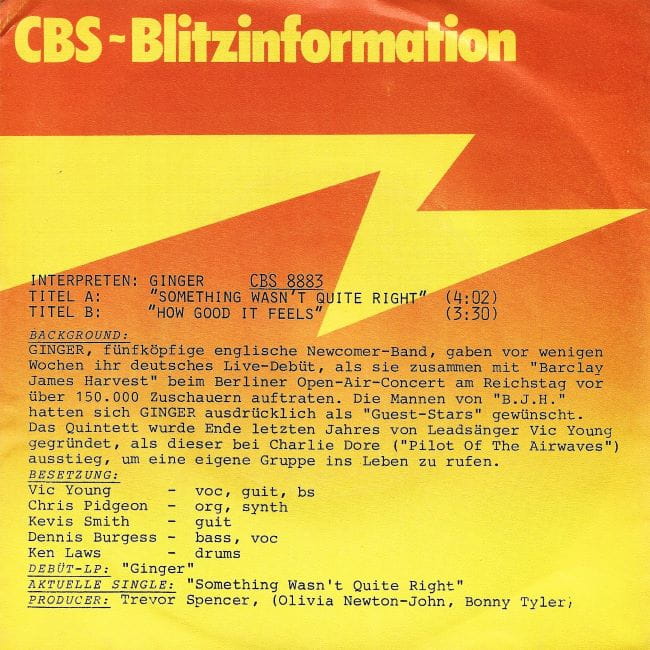 CBS ~ Blitzinformation
INTERPRETEN: GINGER CBS 8883
TITEL A: "SOMETHING WASN'T QUITE RIGHT" (4:02)
TITEL B: "HOW GOOD IT FEELS" (3:30)
BACKGROUND:
GINGER, fünfköpfige englische Newcomer-Band, gaben vor wenigen
Wochen ihr deutsches Live-Debüt, als sie zusammen mit "Barclay
James Harvest" beim Berliner Open-Air-Concert am Reichstag vor
über 150.000 Zuschauern auftraten. Die Mannen von "B.J.H."
hatten sich GINGER ausdrücklich als "Guest-Stars" gewünscht.
Das Quintett wurde Ende letzten Jahres von Leadsänger Vic Young
gegründet, als dieser bei Charlie Dore ("Pilot Of The Airwaves")
ausstieg, um eine eigene Gruppe ins Leben zu rufen.
BESETZUNG:
Vic Young - voc, guit, bs
Chris Pidgeon - org, synth
Kevis Smith - guit
Dennis Burgess - bass, voc
Ken Laws - drums
DEBÜT-LP: "Ginger"
AKTUELLE SINGLE: "Something Wasn't Quite Right"
PRODUCER: Trevor Spencer, (Olivia Newton-John, Bonny Tyler)